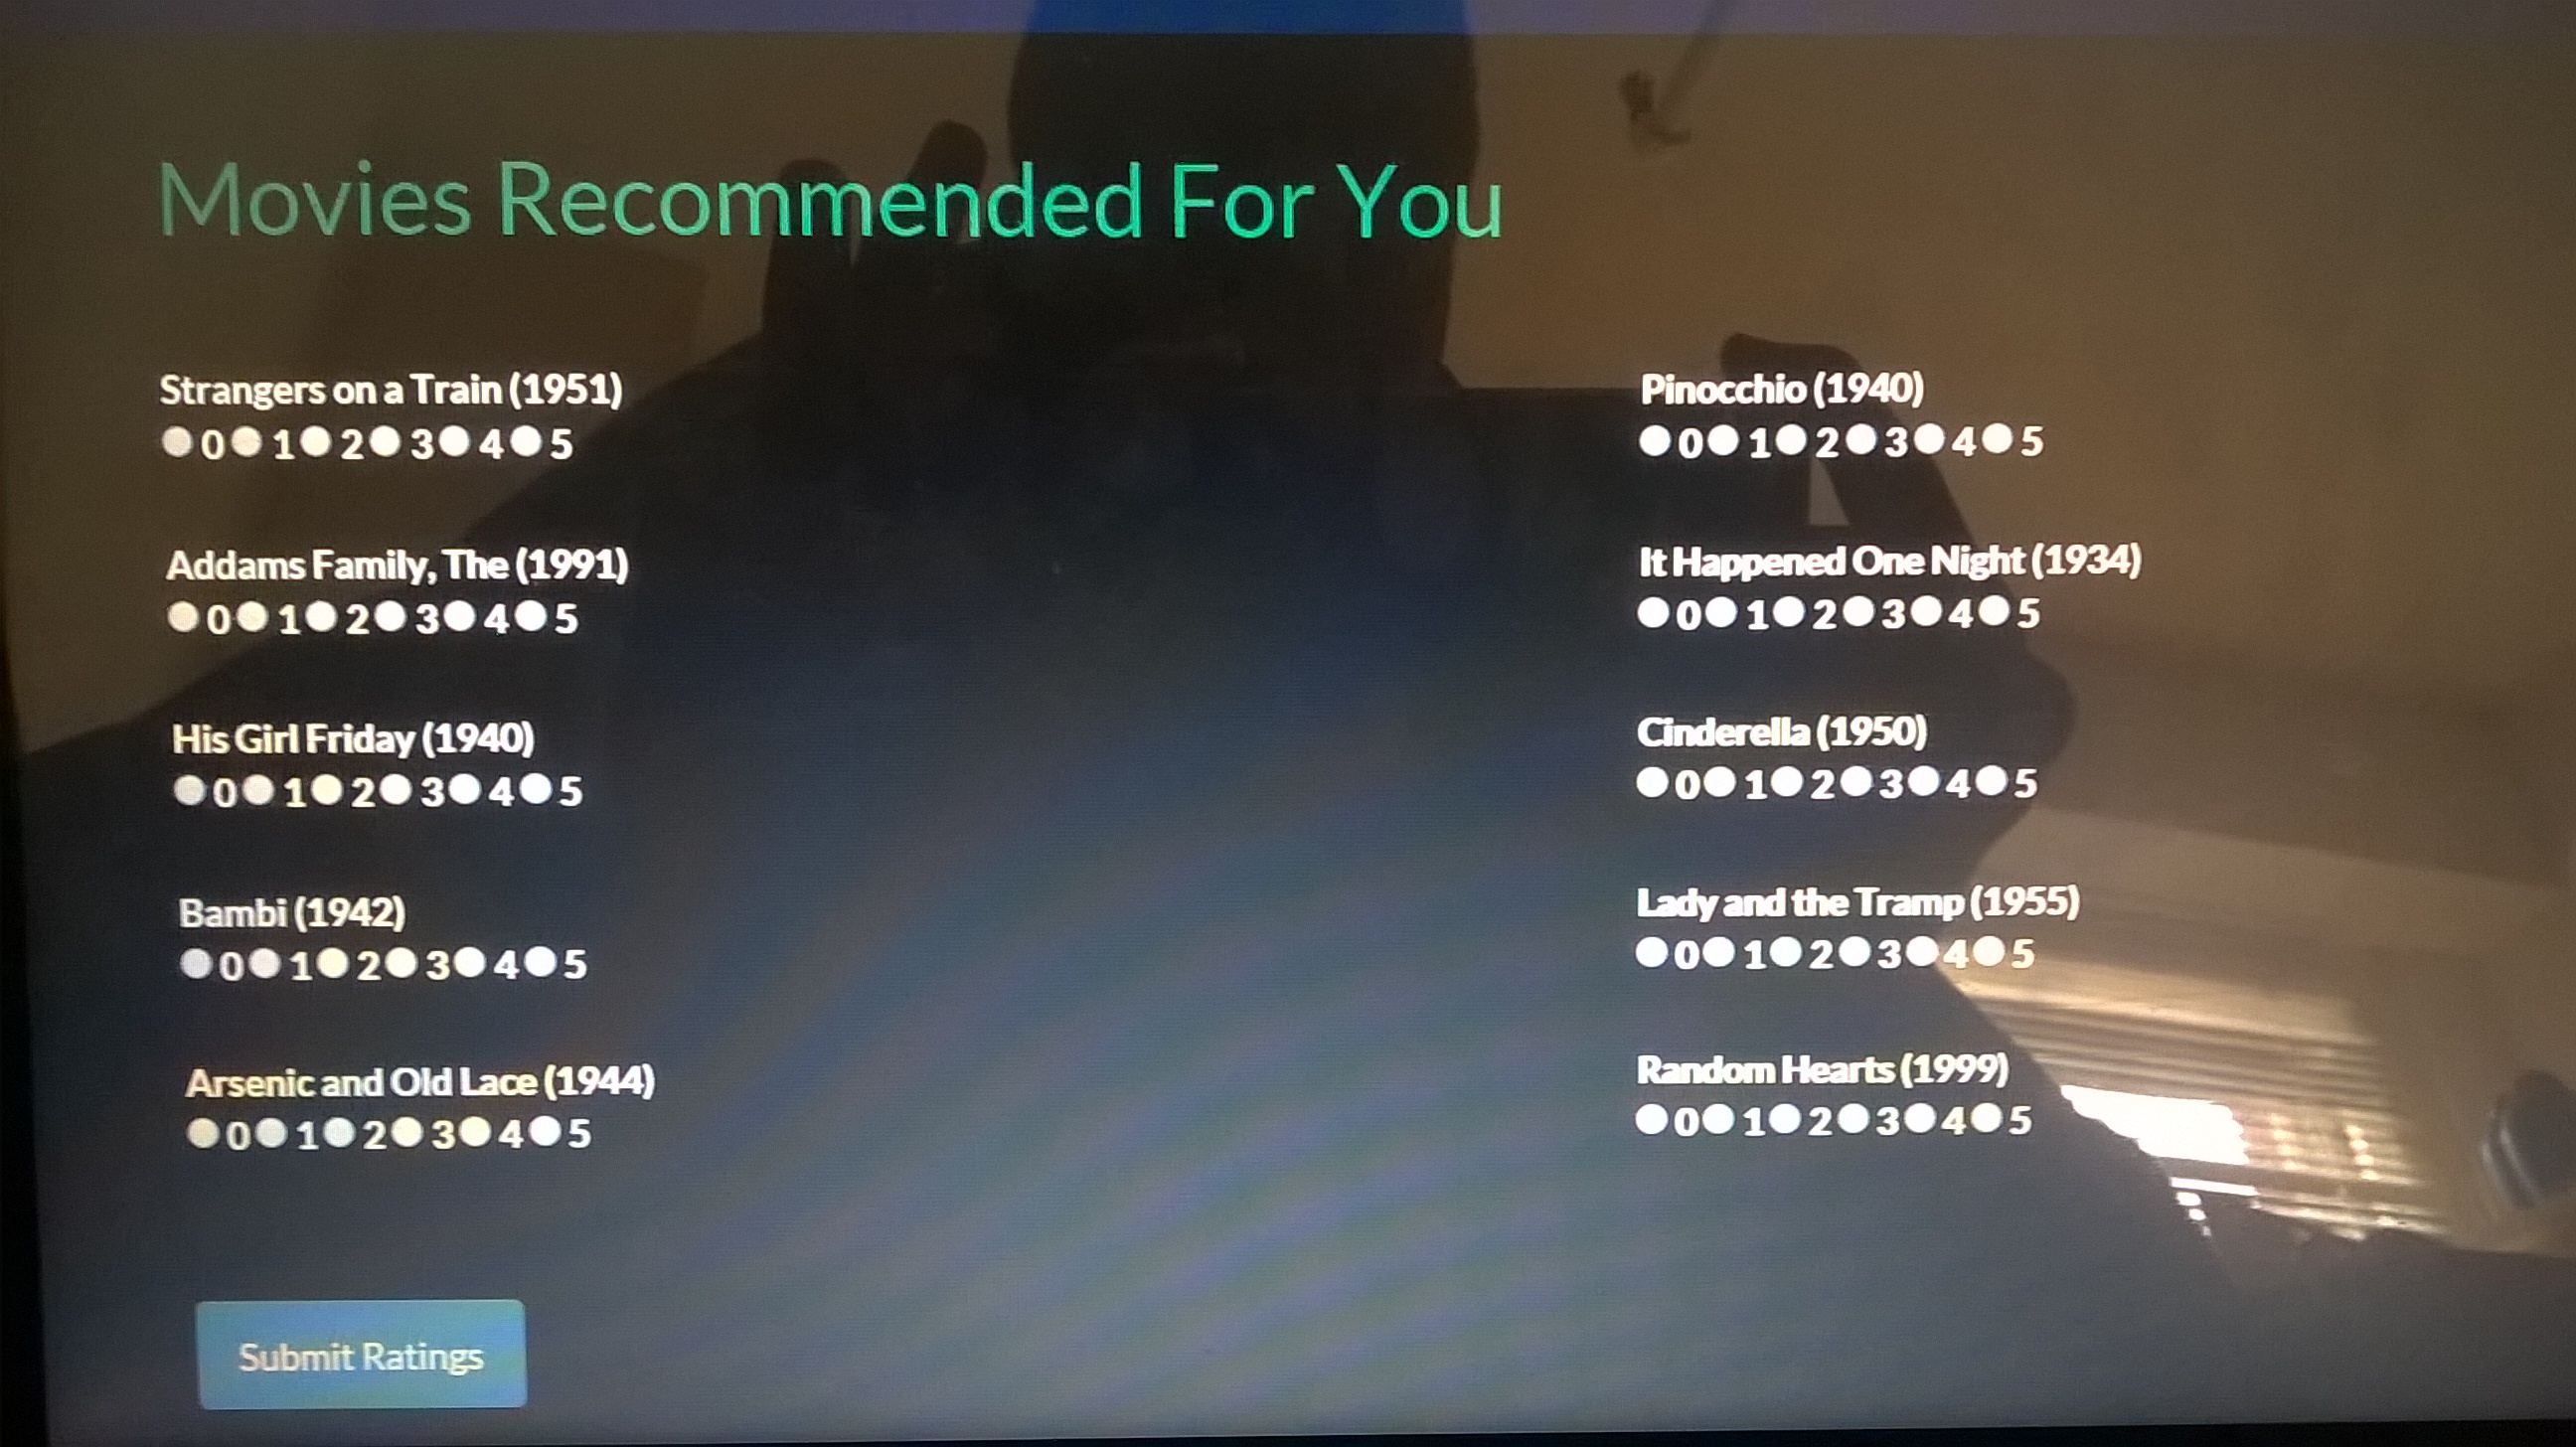 Movies Recommended For You
Strangers on a Train (1951)
0 1 2 3 4 5
Addams Family, The (1991)
0 1 2 3 4 5
His Girl Friday (1940)
0 1 2 3 4 5
Bambi (1942)
0 1 2 3 4 5
Arsenic and Old Lace (1944)
0 1 2 3 4 5
Pinocchio (1940)
0 1 2 3 4 5
It Happened One Night (1934)
0 1 2 3 4 5
Cinderella (1950)
0 1 2 3 4 5
Lady and the Tramp (1955)
0 1 2 3 4 5
Random Hearts (1999)
0 1 2 3 4 5
Submit Ratings